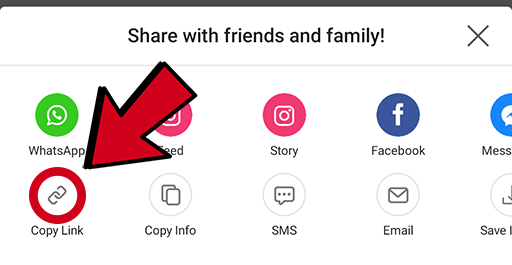 Share with friends and family!
WhatsApp Feed Story Facebook Mess
Copy Link Copy Info SMS Email Save I